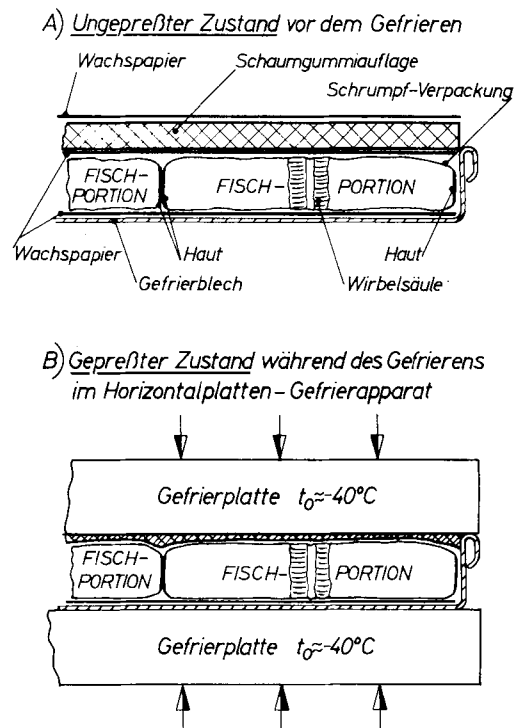 A) Ungepreßter Zustand vor dem Gefrieren
Wachspapier
Schaumgummiauflage
Schrumpf-Verpackung
FISCH-
PORTION
FISCH-
PORTION
Wachspapier
Haut
Haut
Gefrierblech
Wirbelsäule
B) Gepreßter Zustand während des Gefrierens
im Horizontalplatten-Gefrierapparat
Gefrierplatte t₀≈-40°C
FISCH-
PORTION
FISCH-
PORTION
Gefrierplatte t₀≈-40°C